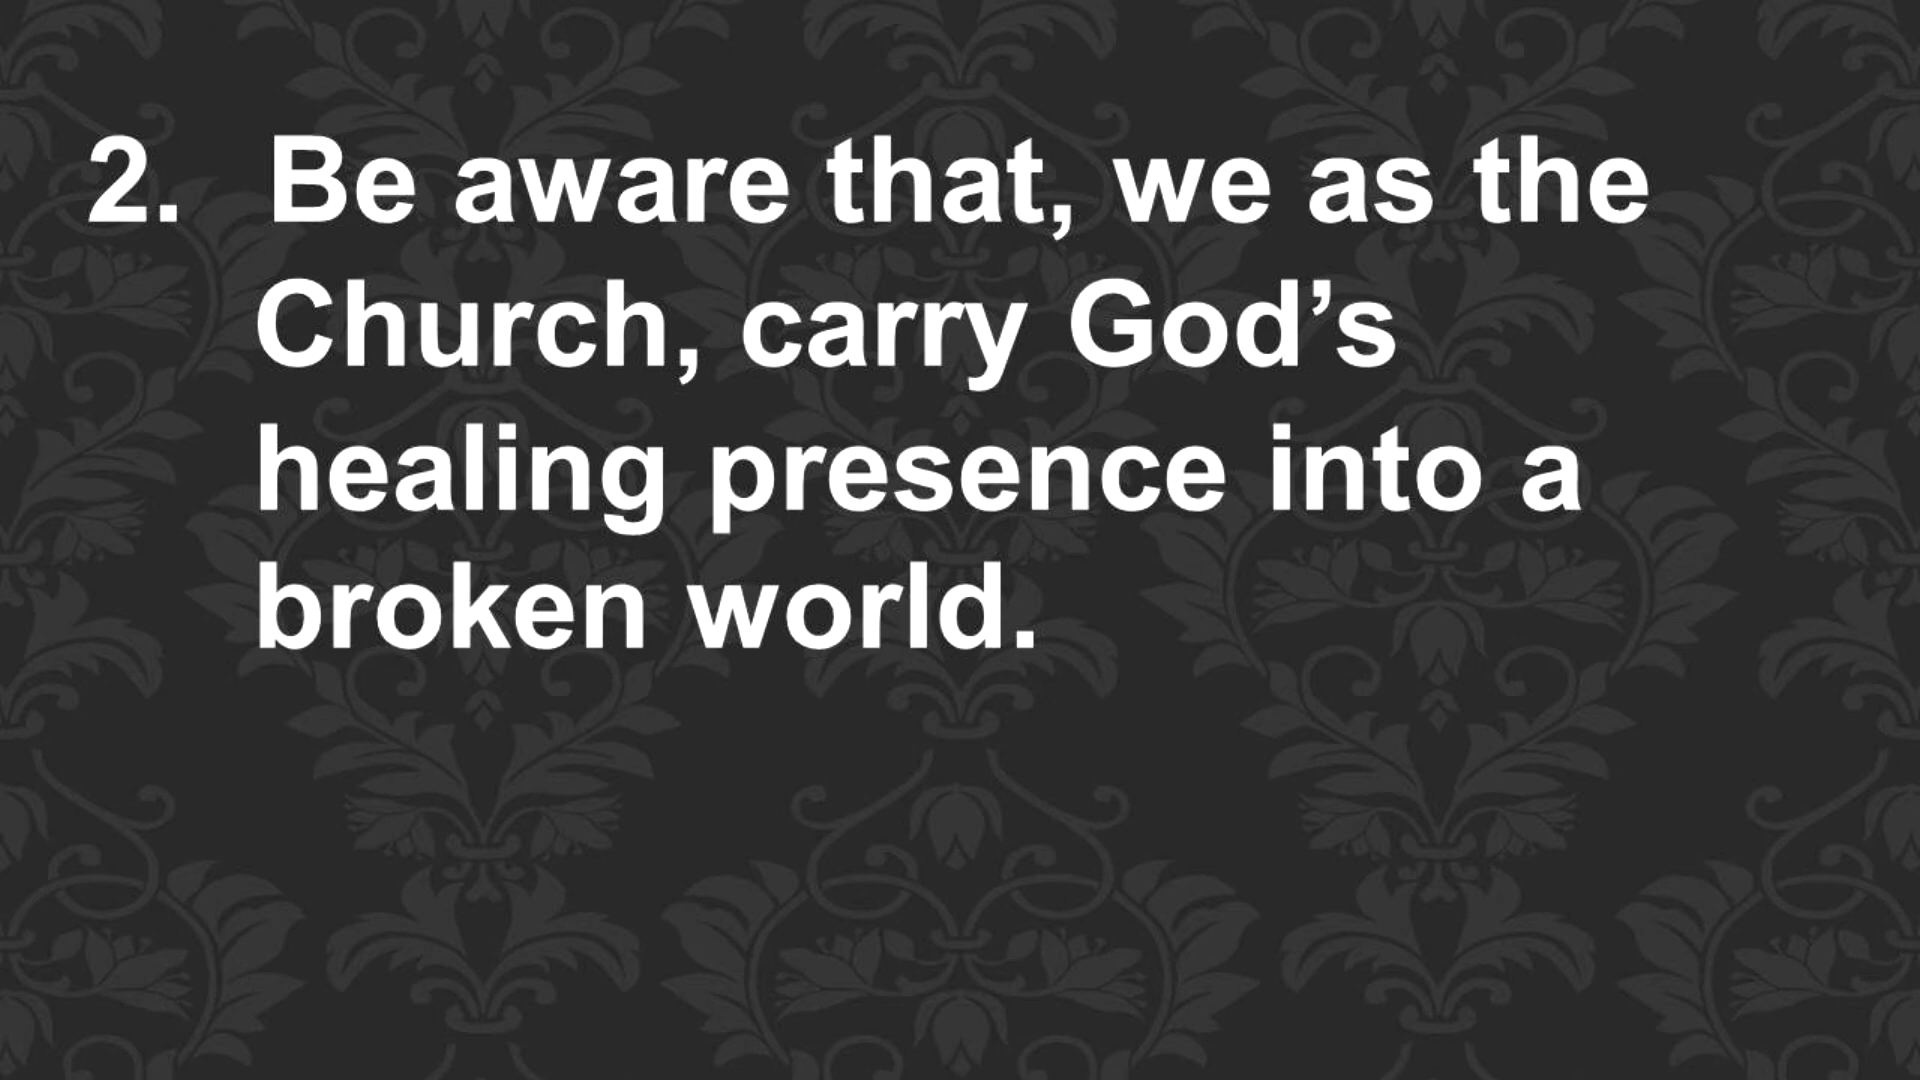 2. Be aware that, we as the
Church, carry God’s
healing presence into a
broken world.